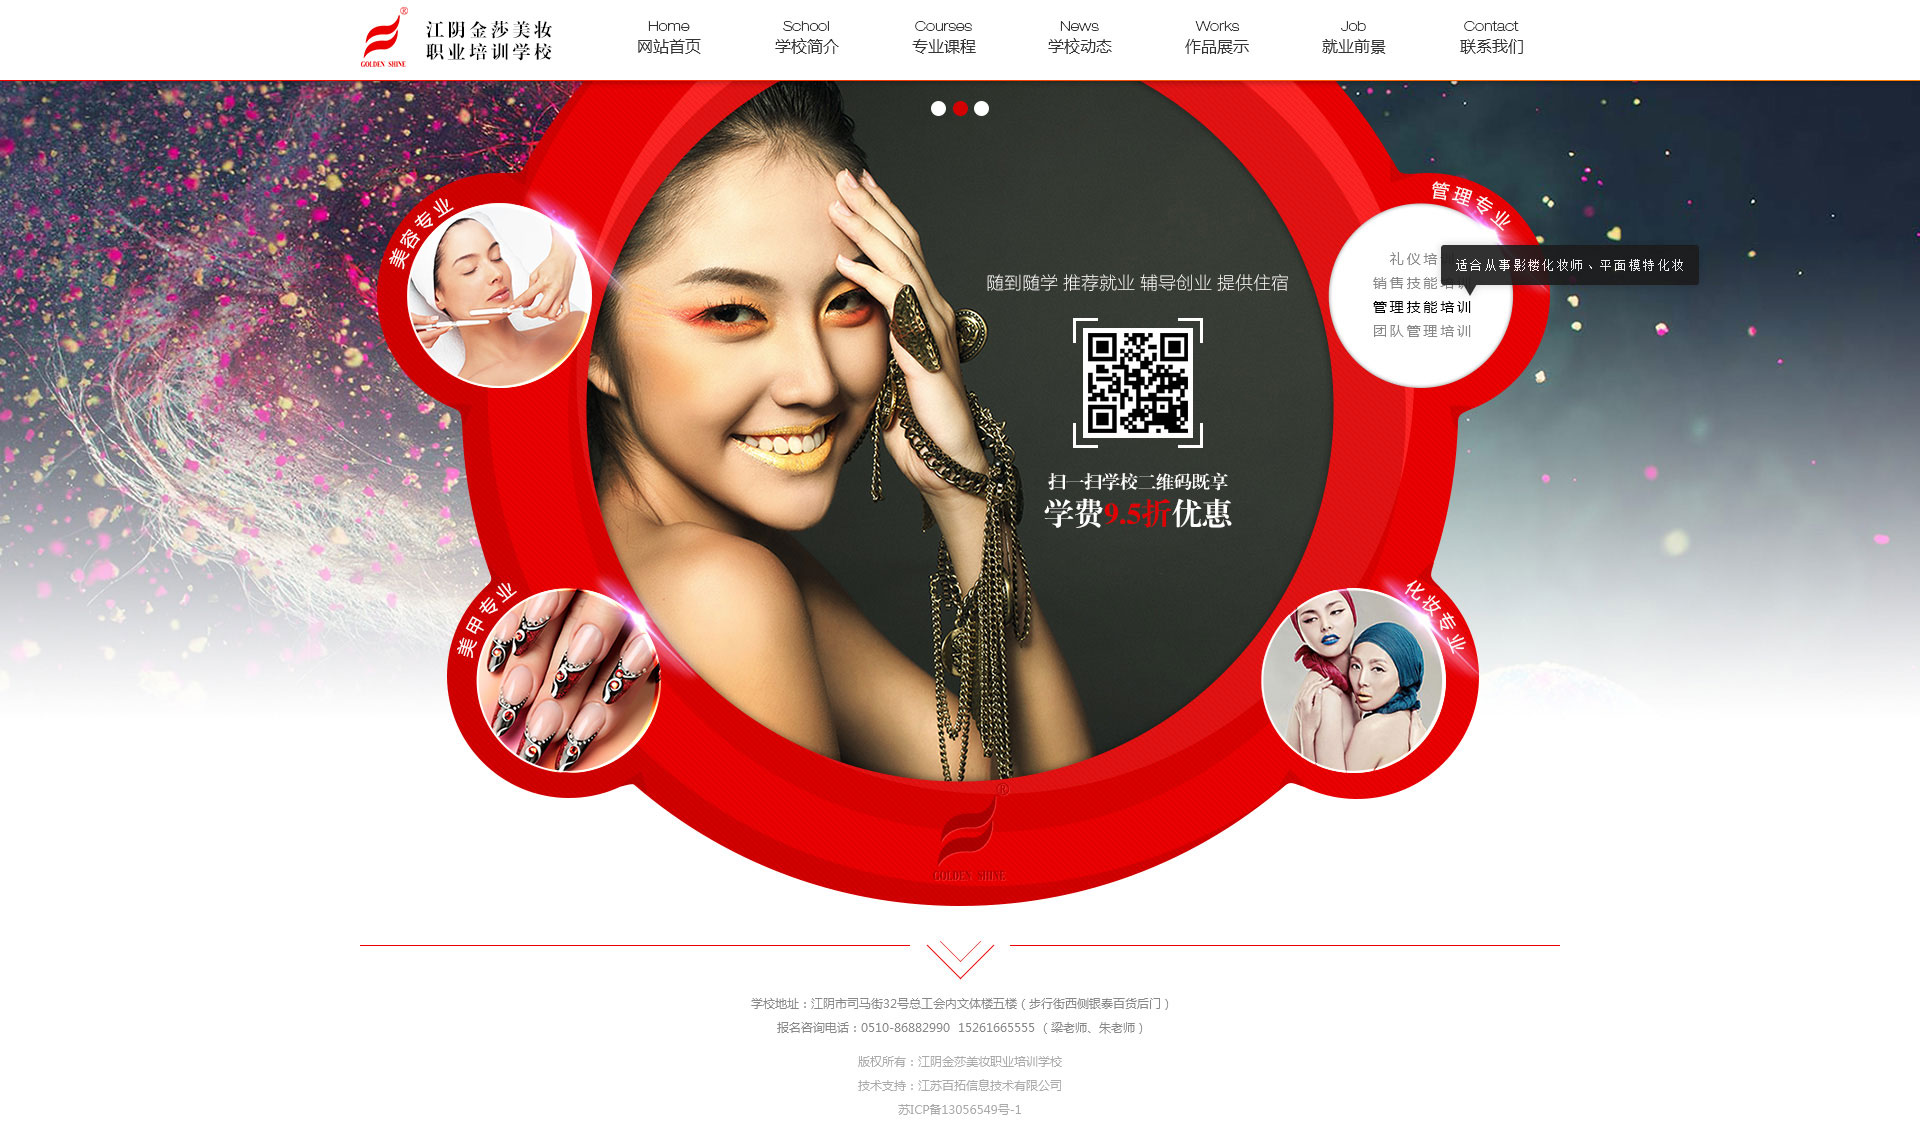 ®
GOLDEN SHINE
江阴金莎美妆
职业培训学校
Home
网站首页
School
学校简介
Courses
专业课程
News
学校动态
Works
作品展示
Job
就业前景
Contact
联系我们
美容专业
管理专业
礼仪培
适合从事影楼化妆师、平面模特化妆
销售技能培训
管理技能培训
团队管理培训
随到随学 推荐就业 辅导创业 提供住宿
扫一扫学校二维码既享
学费9.5折优惠
美甲专业
化妆专业
®
GOLDEN SHINE
学校地址：江阴市司马街32号总工会内文体楼五楼（步行街西侧银泰百货后门）
报名咨询电话：0510-86882990 15261665555 （梁老师、朱老师）
版权所有：江阴金莎美妆职业培训学校
技术支持：江苏百拓信息技术有限公司
苏ICP备13056549号-1